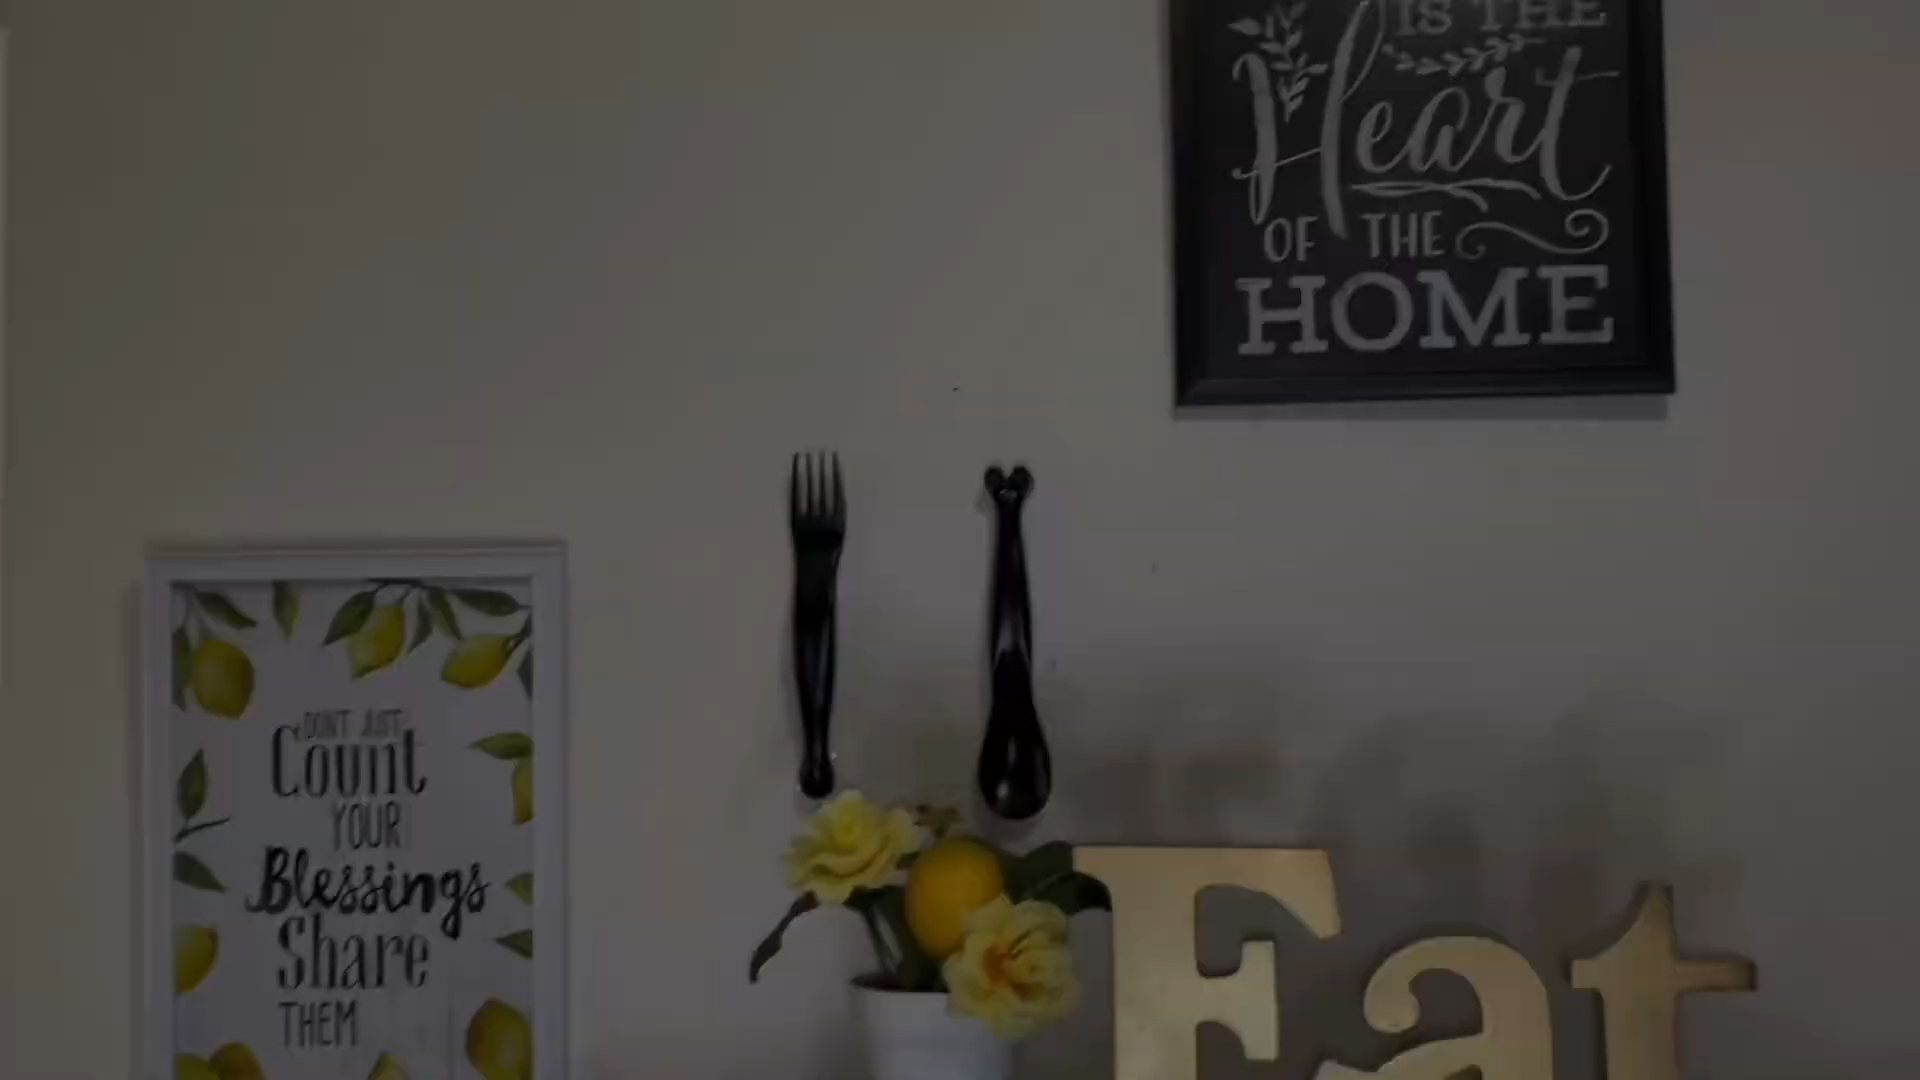 IS THE
Heart
OF THE
HOME
DON'T JUST
Count
YOUR
Blessings
Share
THEM
Eat